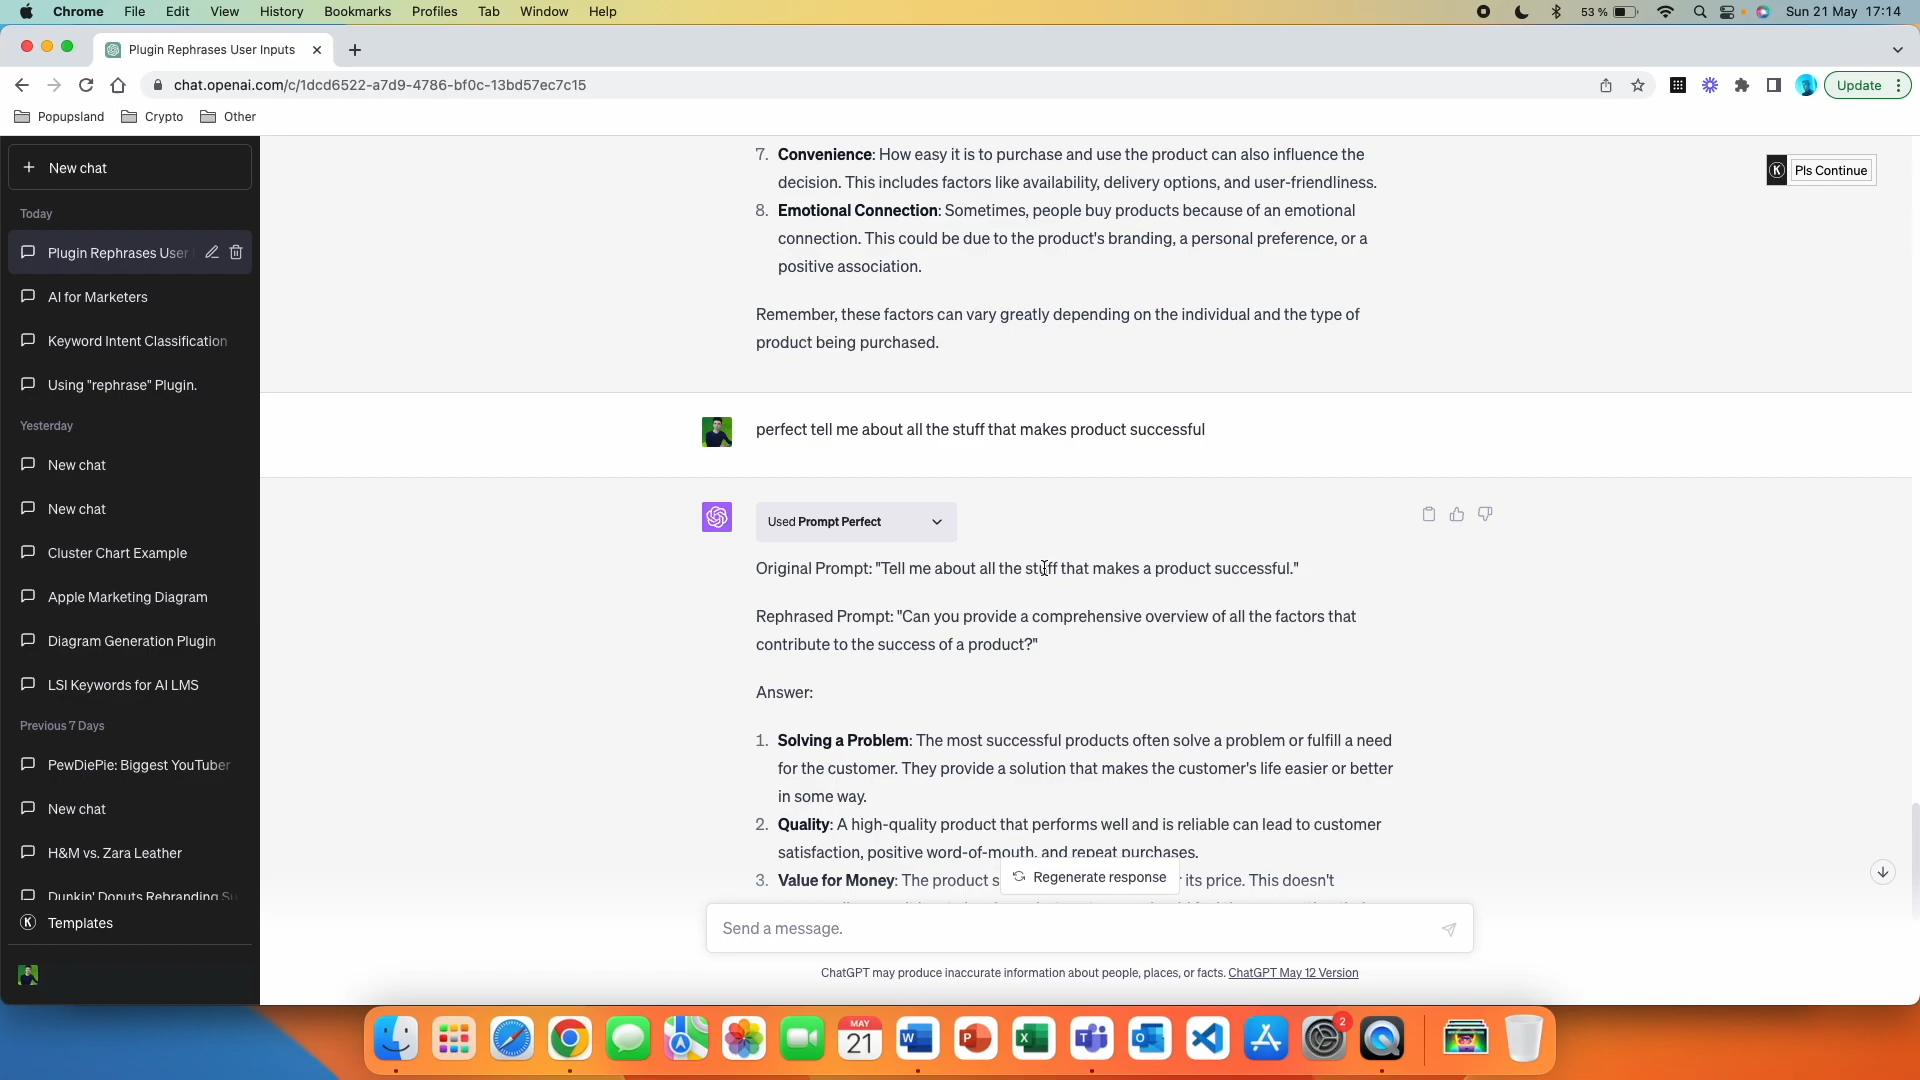 Chrome File Edit View History Bookmarks Profiles Tab Window Help 53 % Sun 21 May 17:14
Plugin Rephrases User Inputs
chat.openai.com/c/1dcd6522-a7d9-4786-bf0c-13bd57ec7c15
Update
Popupsland Crypto Other
New chat
Today
Plugin Rephrases User
AI for Marketers
Keyword Intent Classification
Using "rephrase" Plugin.
Yesterday
New chat
New chat
Cluster Chart Example
Apple Marketing Diagram
Diagram Generation Plugin
LSI Keywords for AI LMS
Previous 7 Days
PewDiePie: Biggest YouTuber
New chat
H&M vs. Zara Leather
Dunkin' Donuts Rebranding
K Templates
7. Convenience: How easy it is to purchase and use the product can also influence the
decision. This includes factors like availability, delivery options, and user-friendliness.
8. Emotional Connection: Sometimes, people buy products because of an emotional
connection. This could be due to the product's branding, a personal preference, or a
positive association.
Remember, these factors can vary greatly depending on the individual and the type of
product being purchased.
K Pls Continue
perfect tell me about all the stuff that makes product successful
Used Prompt Perfect
Original Prompt: "Tell me about all the stuff that makes a product successful."
Rephrased Prompt: "Can you provide a comprehensive overview of all the factors that
contribute to the success of a product?"
Answer:
1. Solving a Problem: The most successful products often solve a problem or fulfill a need
for the customer. They provide a solution that makes the customer's life easier or better
in some way.
2. Quality: A high-quality product that performs well and is reliable can lead to customer
satisfaction, positive word-of-mouth, and repeat purchases.
3. Value for Money: The product s its price. This doesn't
Regenerate response
Send a message.
ChatGPT may produce inaccurate information about people, places, or facts. ChatGPT May 12 Version
MAY
21
W
P
X
T
O
2